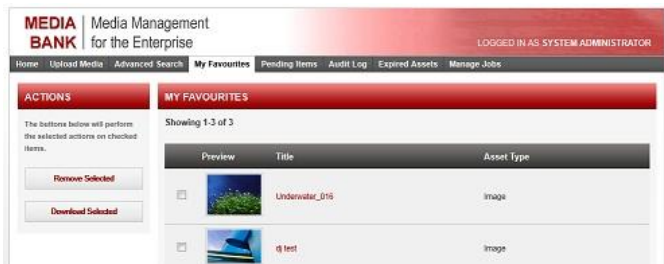 MEDIA BANK
Media Management for the Enterprise
LOGGED IN AS SYSTEM ADMINISTRATOR
Home Upload Media Advanced Search My Favourites Pending Items Audit Log Expired Assets Manage Jobs
ACTIONS
The buttons below will perform
the selected actions on checked
items.
Remove Selected
Download Selected
MY FAVOURITES
Showing 1-3 of 3
Preview Title Asset Type
Underwater_016 Image
dj test Image